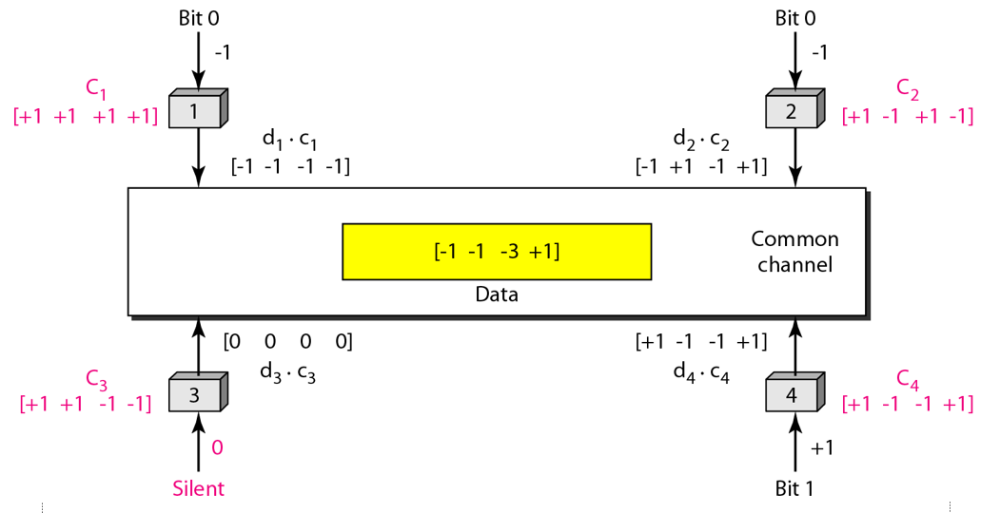 Bit 0
Bit 0
-1
-1
C1
[+1 +1 +1 +1]
1
2
C2
[+1 -1 +1 -1]
d1 . c1
[-1 -1 -1 -1]
d2 . c2
[-1 +1 -1 +1]
[-1 -1 -3 +1]
Common
channel
Data
[0 0 0 0]
d3 . c3
[+1 -1 -1 +1]
d4 . c4
C3
[+1 +1 -1 -1]
3
4
C4
[+1 -1 -1 +1]
0
+1
Silent
Bit 1